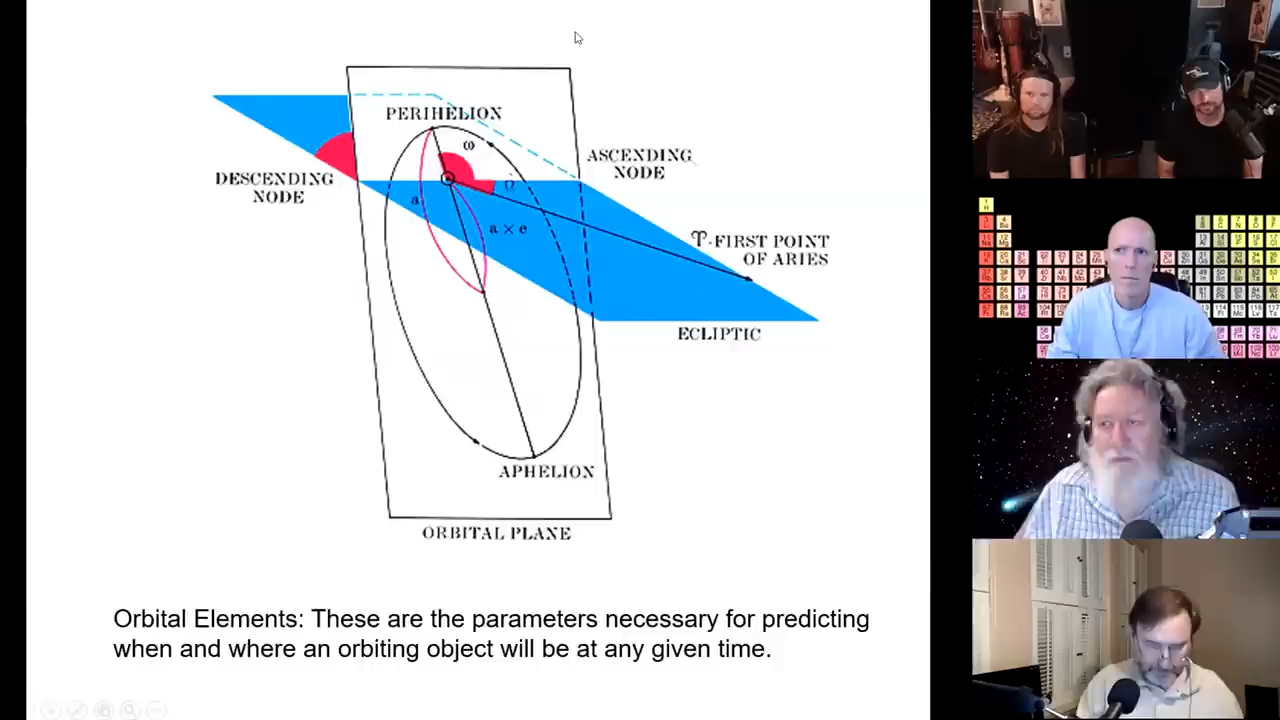 PERIHELION
ω
ASCENDING
NODE
DESCENDING
NODE
Ω
a
a × e
♈-FIRST POINT
OF ARIES
ECLIPTIC
APHELION
ORBITAL PLANE
Orbital Elements: These are the parameters necessary for predicting
when and where an orbiting object will be at any given time.